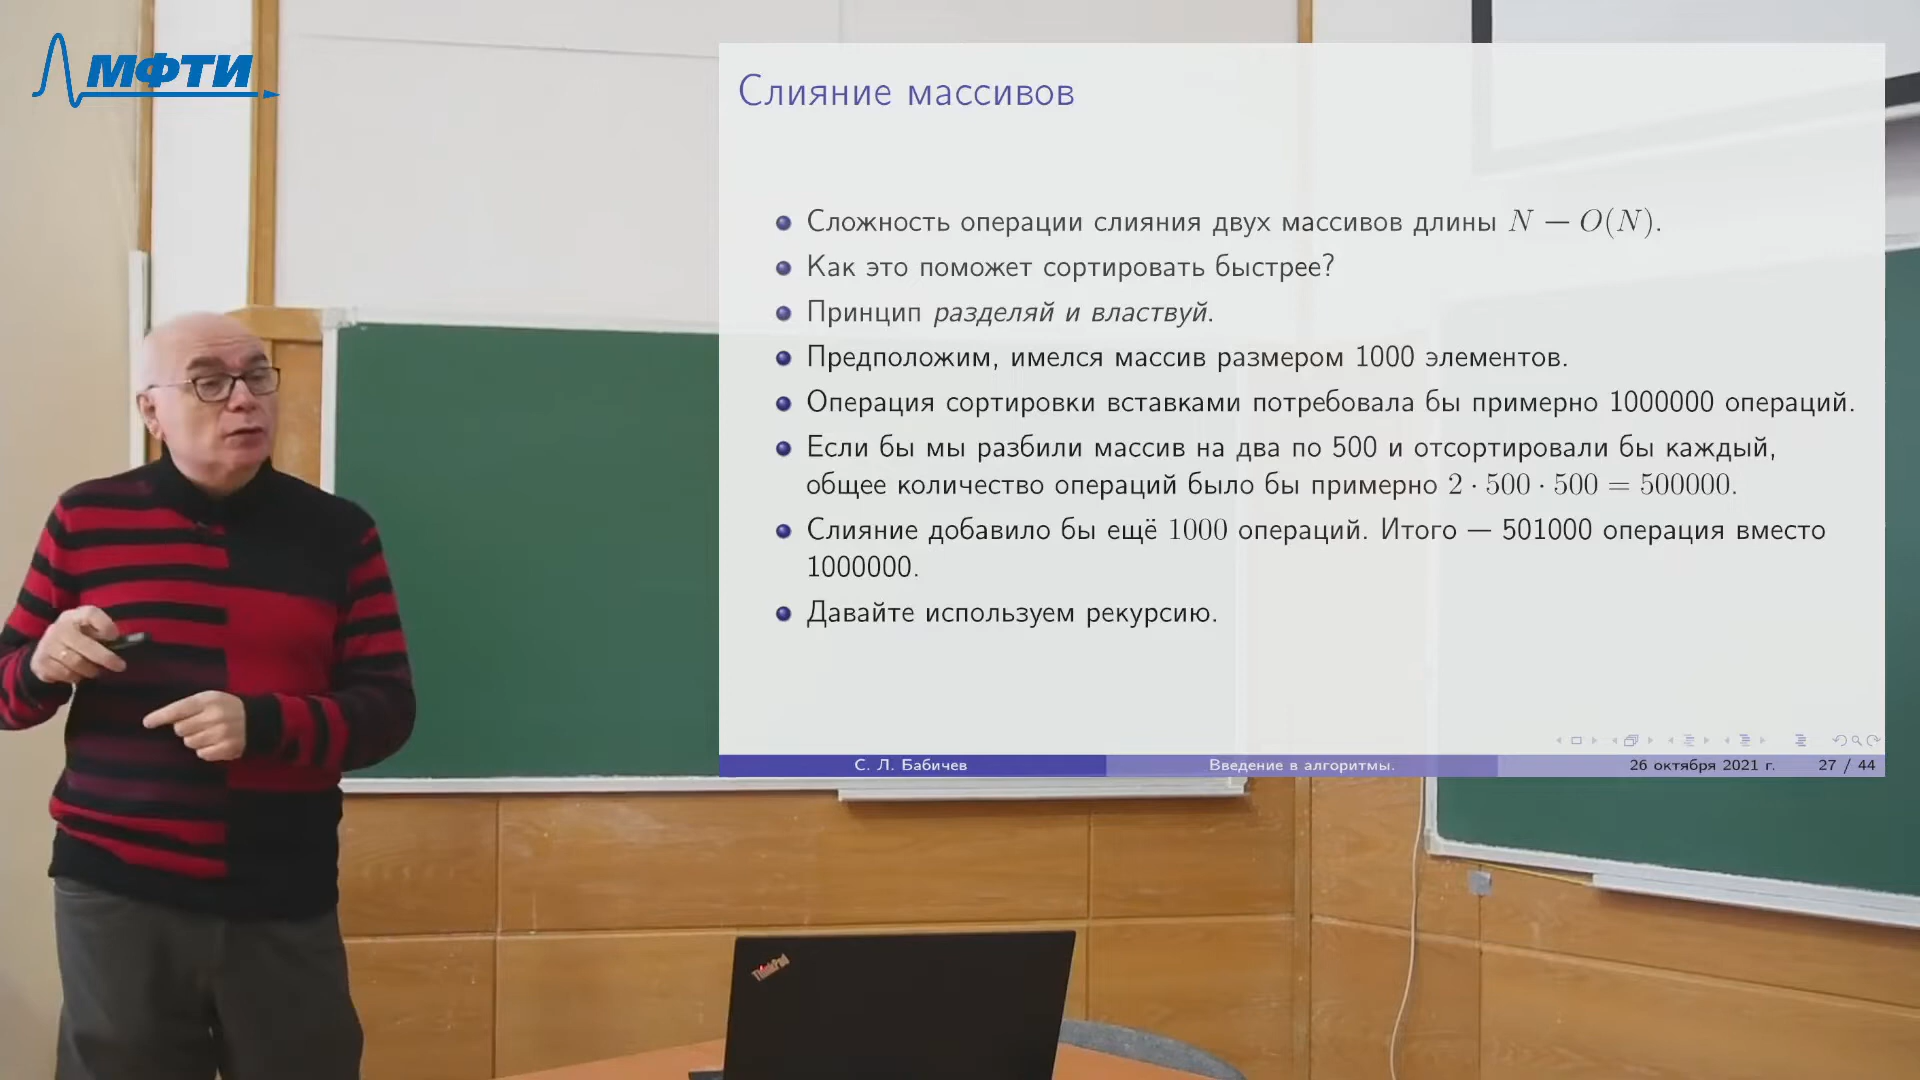 МФТИ
Слияние массивов
Сложность операции слияния двух массивов длины N — O(N).
Как это поможет сортировать быстрее?
Принцип разделяй и властвуй.
Предположим, имелся массив размером 1000 элементов.
Операция сортировки вставками потребовала бы примерно 1000000 операций.
Если бы мы разбили массив на два по 500 и отсортировали бы каждый,
общее количество операций было бы примерно 2 · 500 · 500 = 500000.
Слияние добавило бы ещё 1000 операций. Итого — 501000 операция вместо
1000000.
Давайте используем рекурсию.
С. Л. Бабичев Введение в алгоритмы. 26 октября 2021 г. 27 / 44
ThinkPad